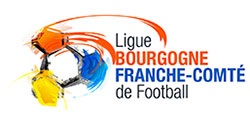 Ligue
BOURGOGNE
FRANCHE-COMTÉ
de Football